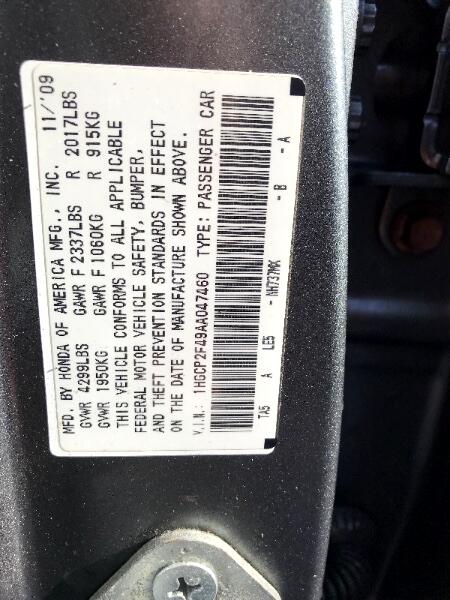 MFD. BY HONDA OF AMERICA MFG., INC. 11/'09
GVWR 4299LBS GAWR F 2337LBS R 2017LBS
GVWR 1950KG GAWR F 1060KG R 915KG
THIS VEHICLE CONFORMS TO ALL APPLICABLE
FEDERAL MOTOR VEHICLE SAFETY, BUMPER,
AND THEFT PREVENTION STANDARDS IN EFFECT
ON THE DATE OF MANUFACTURE SHOWN ABOVE.
V.I.N.: 1HGCP2F49AA047460 TYPE: PASSENGER CAR
TA5 A LE5 - NH737MX - B - A